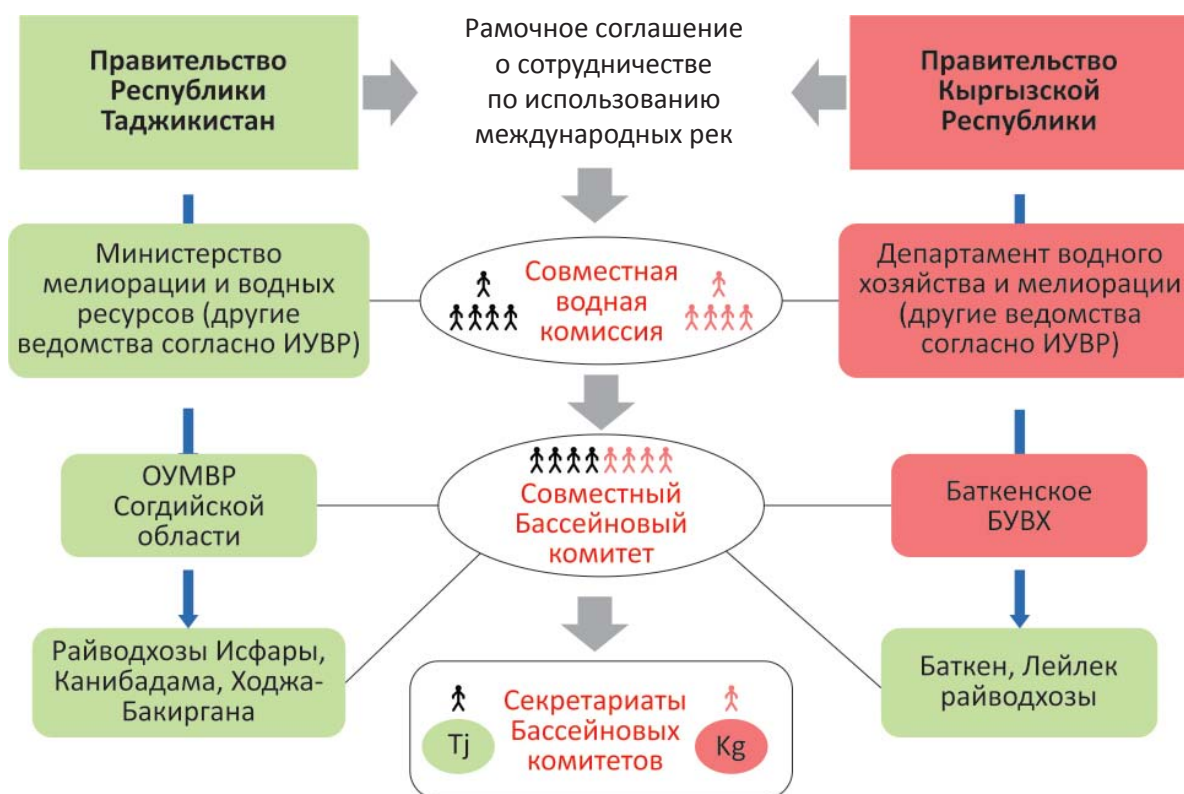 Правительство
Республики
Таджикистан
Рамочное соглашение
о сотрудничестве
по использованию
международных рек
Правительство
Кыргызской
Республики
Министерство
мелиорации и водных
ресурсов (другие
ведомства согласно ИУВР)
Совместная
водная
комиссия
Департамент водного
хозяйства и мелиорации
(другие ведомства
согласно ИУВР)
ОУМВР
Согдийской
области
Совместный
Бассейновый
комитет
Баткенское
БУВХ
Райводхозы Исфары,
Канибадама, Ходжа-
Бакиргана
Tj
Секретариаты
Бассейновых
комитетов
Kg
Баткен, Лейлек
райводхозы